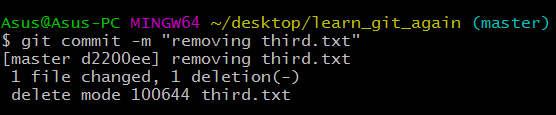 Asus@Asus-PC MINGW64 ~/desktop/learn_git_again (master)
$ git commit -m "removing third.txt"
[master d2200ee] removing third.txt
 1 file changed, 1 deletion(-)
 delete mode 100644 third.txt